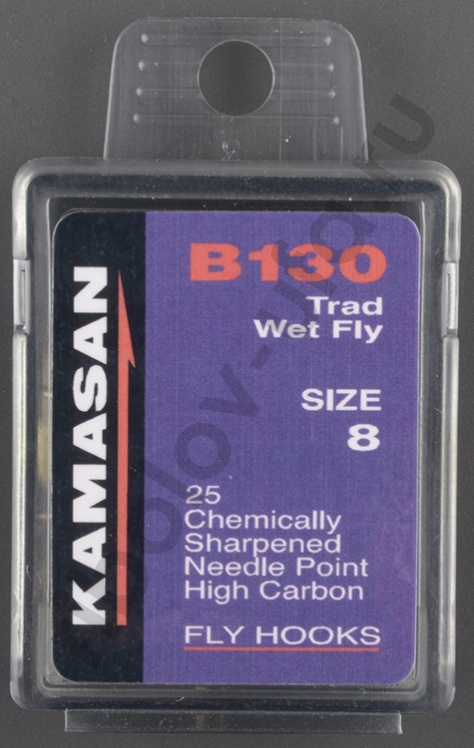 KAMASAN
B130
Trad
Wet Fly
SIZE
8
25
Chemically
Sharpened
Needle Point
High Carbon
FLY HOOKS